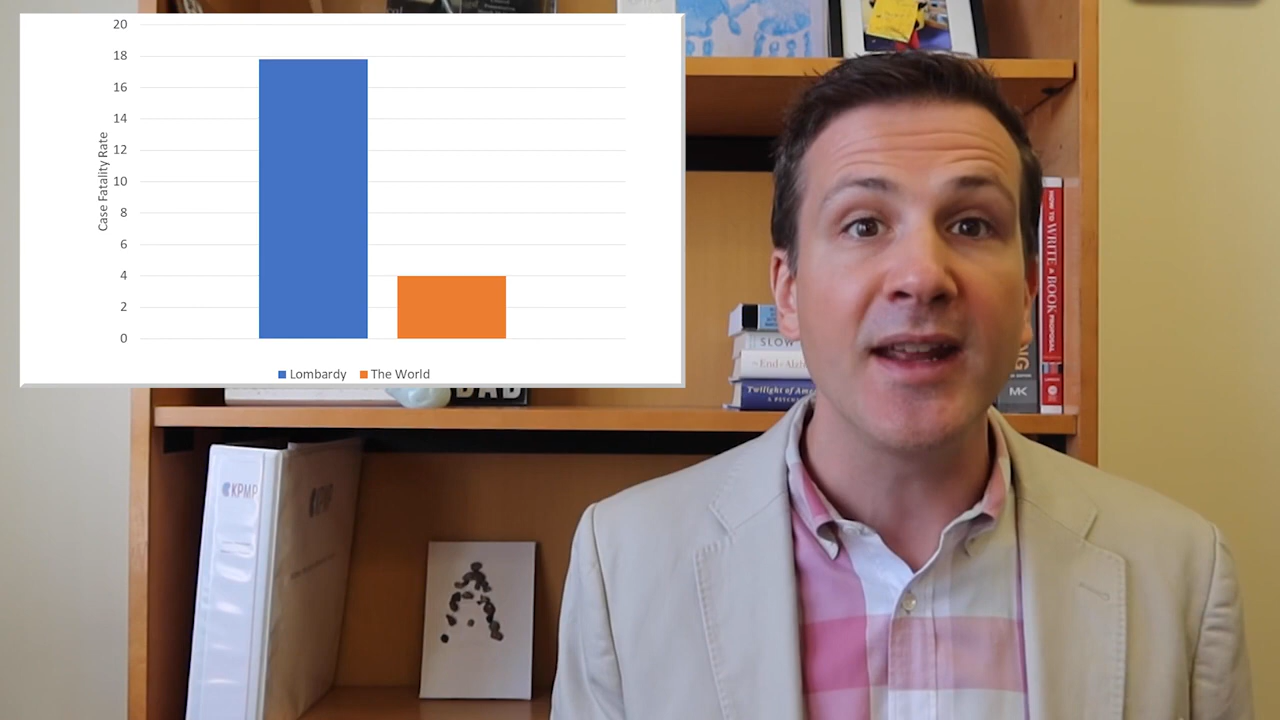 20
18
16
14
12
10
8
6
4
2
0
Case Fatality Rate
Lombardy The World
HOW TO WRITE A BOOK PROPOSAL
SLOW
Twilight of
MK
DAD
KPMP
KPMP
A